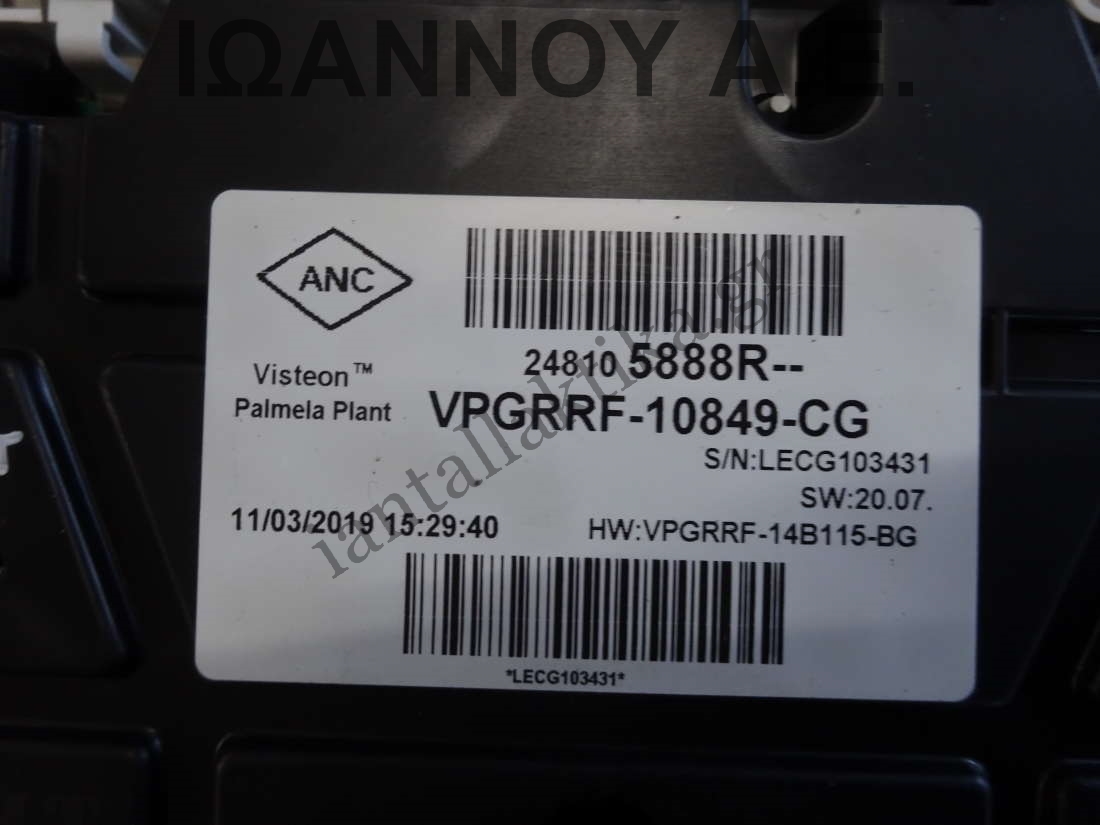 ΙΩΑΝΝΟΥ Α.Ε.
ANC
Visteon™
Palmela Plant
24810 5888R--
VPGRRF-10849-CG
S/N:LECG103431
SW:20.07.
11/03/2019 15:29:40
HW:VPGRRF-14B115-BG
*LECG103431*
iantallaktika.gr